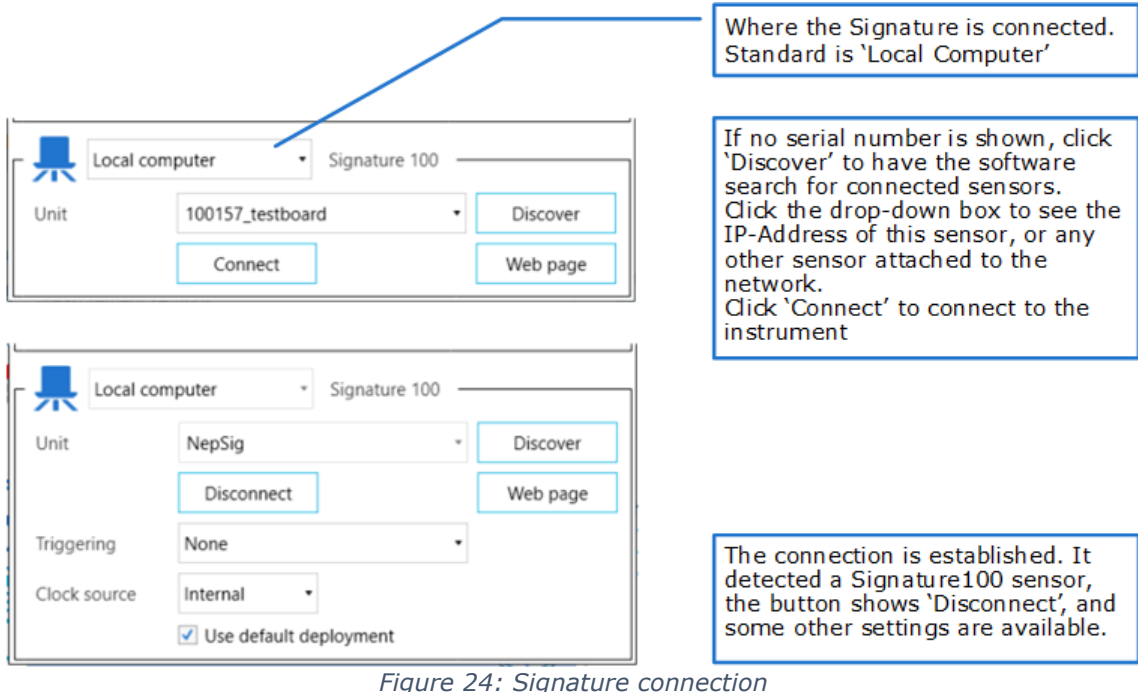 Where the Signature is connected.
Standard is ‘Local Computer’
Local computer
Signature 100
Unit
100157_testboard
Discover
Connect
Web page
If no serial number is shown, click
‘Discover’ to have the software
search for connected sensors.
Click the drop-down box to see the
IP-Address of this sensor, or any
other sensor attached to the
network.
Click ‘Connect’ to connect to the
instrument
Local computer
Signature 100
Unit
NepSig
Discover
Disconnect
Web page
Triggering
None
Clock source
Internal
Use default deployment
The connection is established. It
detected a Signature100 sensor,
the button shows ‘Disconnect’, and
some other settings are available.
Figure 24: Signature connection